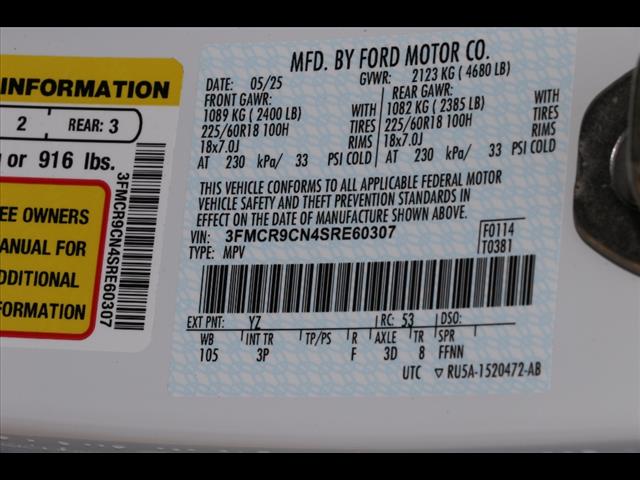 INFORMATION
2 REAR: 3
or 916 lbs.
EE OWNERS
ANUAL FOR
DDITIONAL
FORMATION
3FMCR9CN4SRE60307
MFD. BY FORD MOTOR CO.
DATE: 05/25 GVWR: 2123 KG ( 4680 LB)
FRONT GAWR: REAR GAWR:
1089 KG ( 2400 LB) WITH 1082 KG ( 2385 LB) WITH
225/60R18 100H TIRES 225/60R18 100H TIRES
18x7.0J RIMS 18x7.0J RIMS
AT 230 kPa/ 33 PSI COLD AT 230 kPa/ 33 PSI COLD
THIS VEHICLE CONFORMS TO ALL APPLICABLE FEDERAL MOTOR
VEHICLE SAFETY AND THEFT PREVENTION STANDARDS IN
EFFECT ON THE DATE OF MANUFACTURE SHOWN ABOVE.
VIN: 3FMCR9CN4SRE60307 F0114
TYPE: MPV T0381
EXT PNT: YZ RC: 53 DSO:
WB INT TR TP/PS R AXLE TR SPR
105 3P F 3D 8 FFNN
UTC ▽ RU5A-1520472-AB